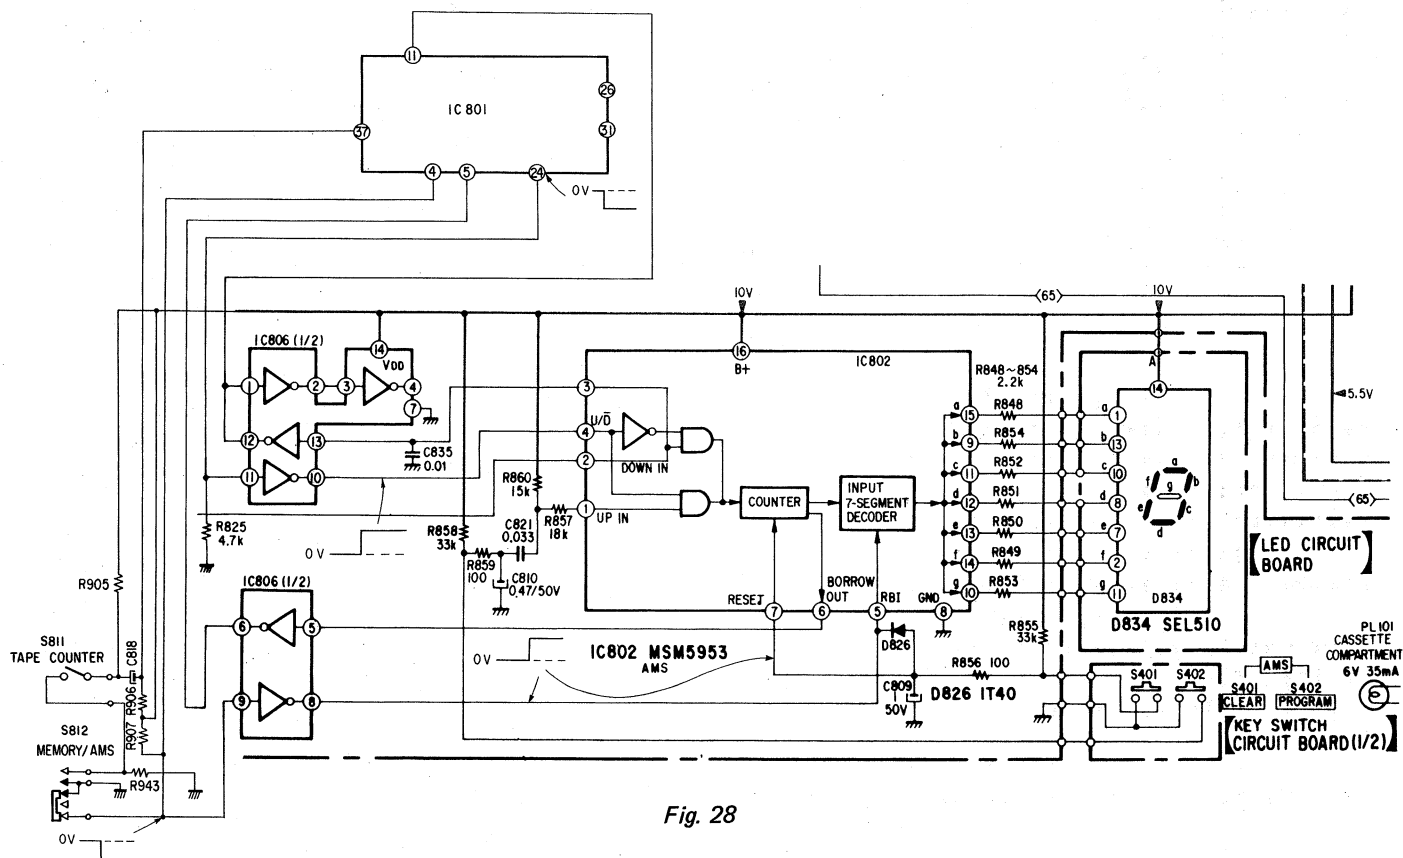 11
26
IC 801
37
31
4
5
24
0V
10V
65
10V
IC806 (1/2)
14
VDD
16
B+
IC802
A
14
R848~854
2.2k
5.5V
1
2
3
4
7
3
a
15
R848
a
1
12
13
C835
0.01
U/D̅
4
b
9
R854
b
13
2
DOWN IN
c
11
R852
c
10
a
f
g
b
e
c
d
11
10
R860
15k
COUNTER
INPUT
7-SEGMENT
DECODER
d
12
R851
d
8
65
R825
4.7k
R858
33k
C821
0.033
R857
18k
1
UP IN
e
13
R850
e
7
0V
R859
100
C810
0.47/50V
f
14
R849
f
2
LED CIRCUIT
BOARD
R905
IC806 (1/2)
RESET
BORROW
OUT
RBI
GND
g
10
R853
g
11
D834
7
6
5
8
D834 SEL510
6
5
R855
33k
S811
TAPE COUNTER
C818
0V
IC802 MSM5953
AMS
D826
R856 100
S401
S402
AMS
PL101
CASSETTE
COMPARTMENT
6V 35mA
R906
9
8
C809
50V
D826 IT40
S401
CLEAR
S402
PROGRAM
S812
MEMORY/AMS
R907
KEY SWITCH
CIRCUIT BOARD(1/2)
R943
0V
Fig. 28